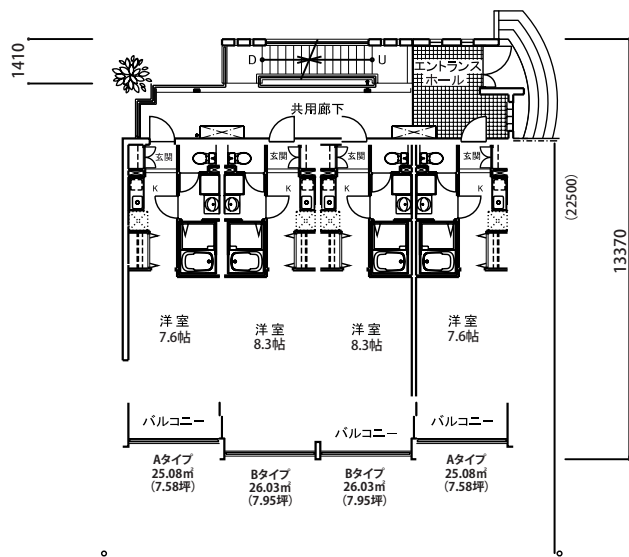 1410
D
U
エントランス
ホール
共用廊下
玄関
玄関
玄関
玄関
K
K
K
K
(22500)
13370
洋室
7.6帖
洋室
8.3帖
洋室
8.3帖
洋室
7.6帖
バルコニー
バルコニー
バルコニー
Aタイプ
25.08㎡
(7.58坪)
Bタイプ
26.03㎡
(7.95坪)
Bタイプ
26.03㎡
(7.95坪)
Aタイプ
25.08㎡
(7.58坪)